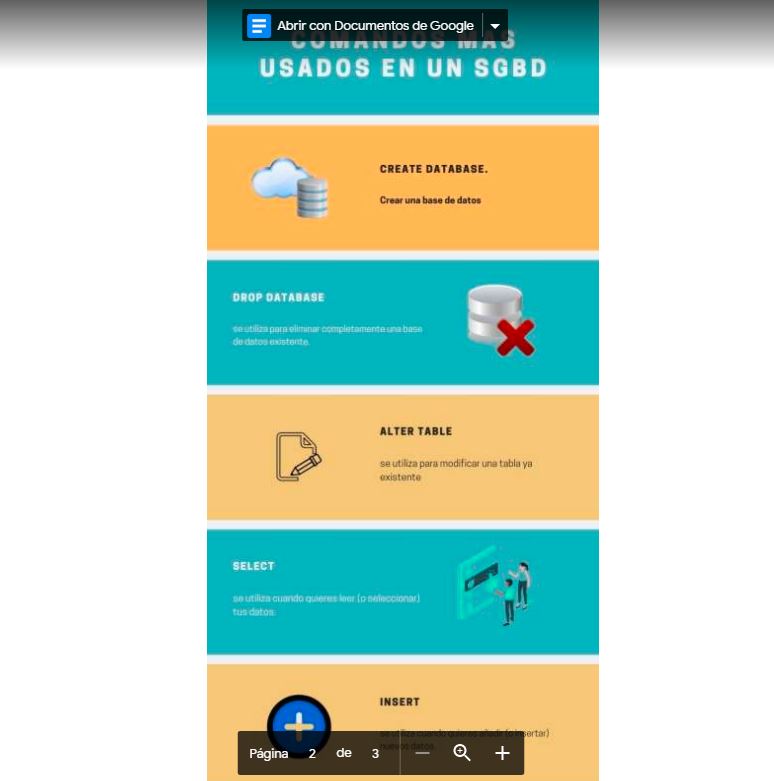 Abrir con Documentos de Google
COMANDOS MAS
USADOS EN UN SGBD
CREATE DATABASE.
Crear una base de datos
DROP DATABASE
se utiliza para eliminar completamente una base
de datos existente.
ALTER TABLE
se utiliza para modificar una tabla ya
existente
SELECT
se utiliza cuando quieres leer (o seleccionar)
tus datos.
INSERT
se utiliza cuando quieres añadir (o insertar)
nuevos datos.
Página 2 de 3